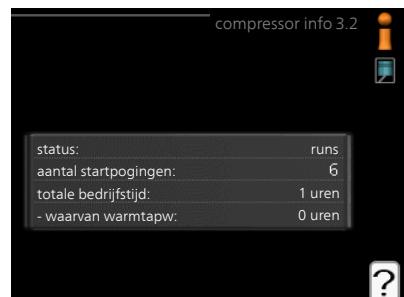 compressor info 3.2
status: runs
aantal startpogingen: 6
totale bedrijfstijd: 1 uren
- waarvan warmtapw: 0 uren
?